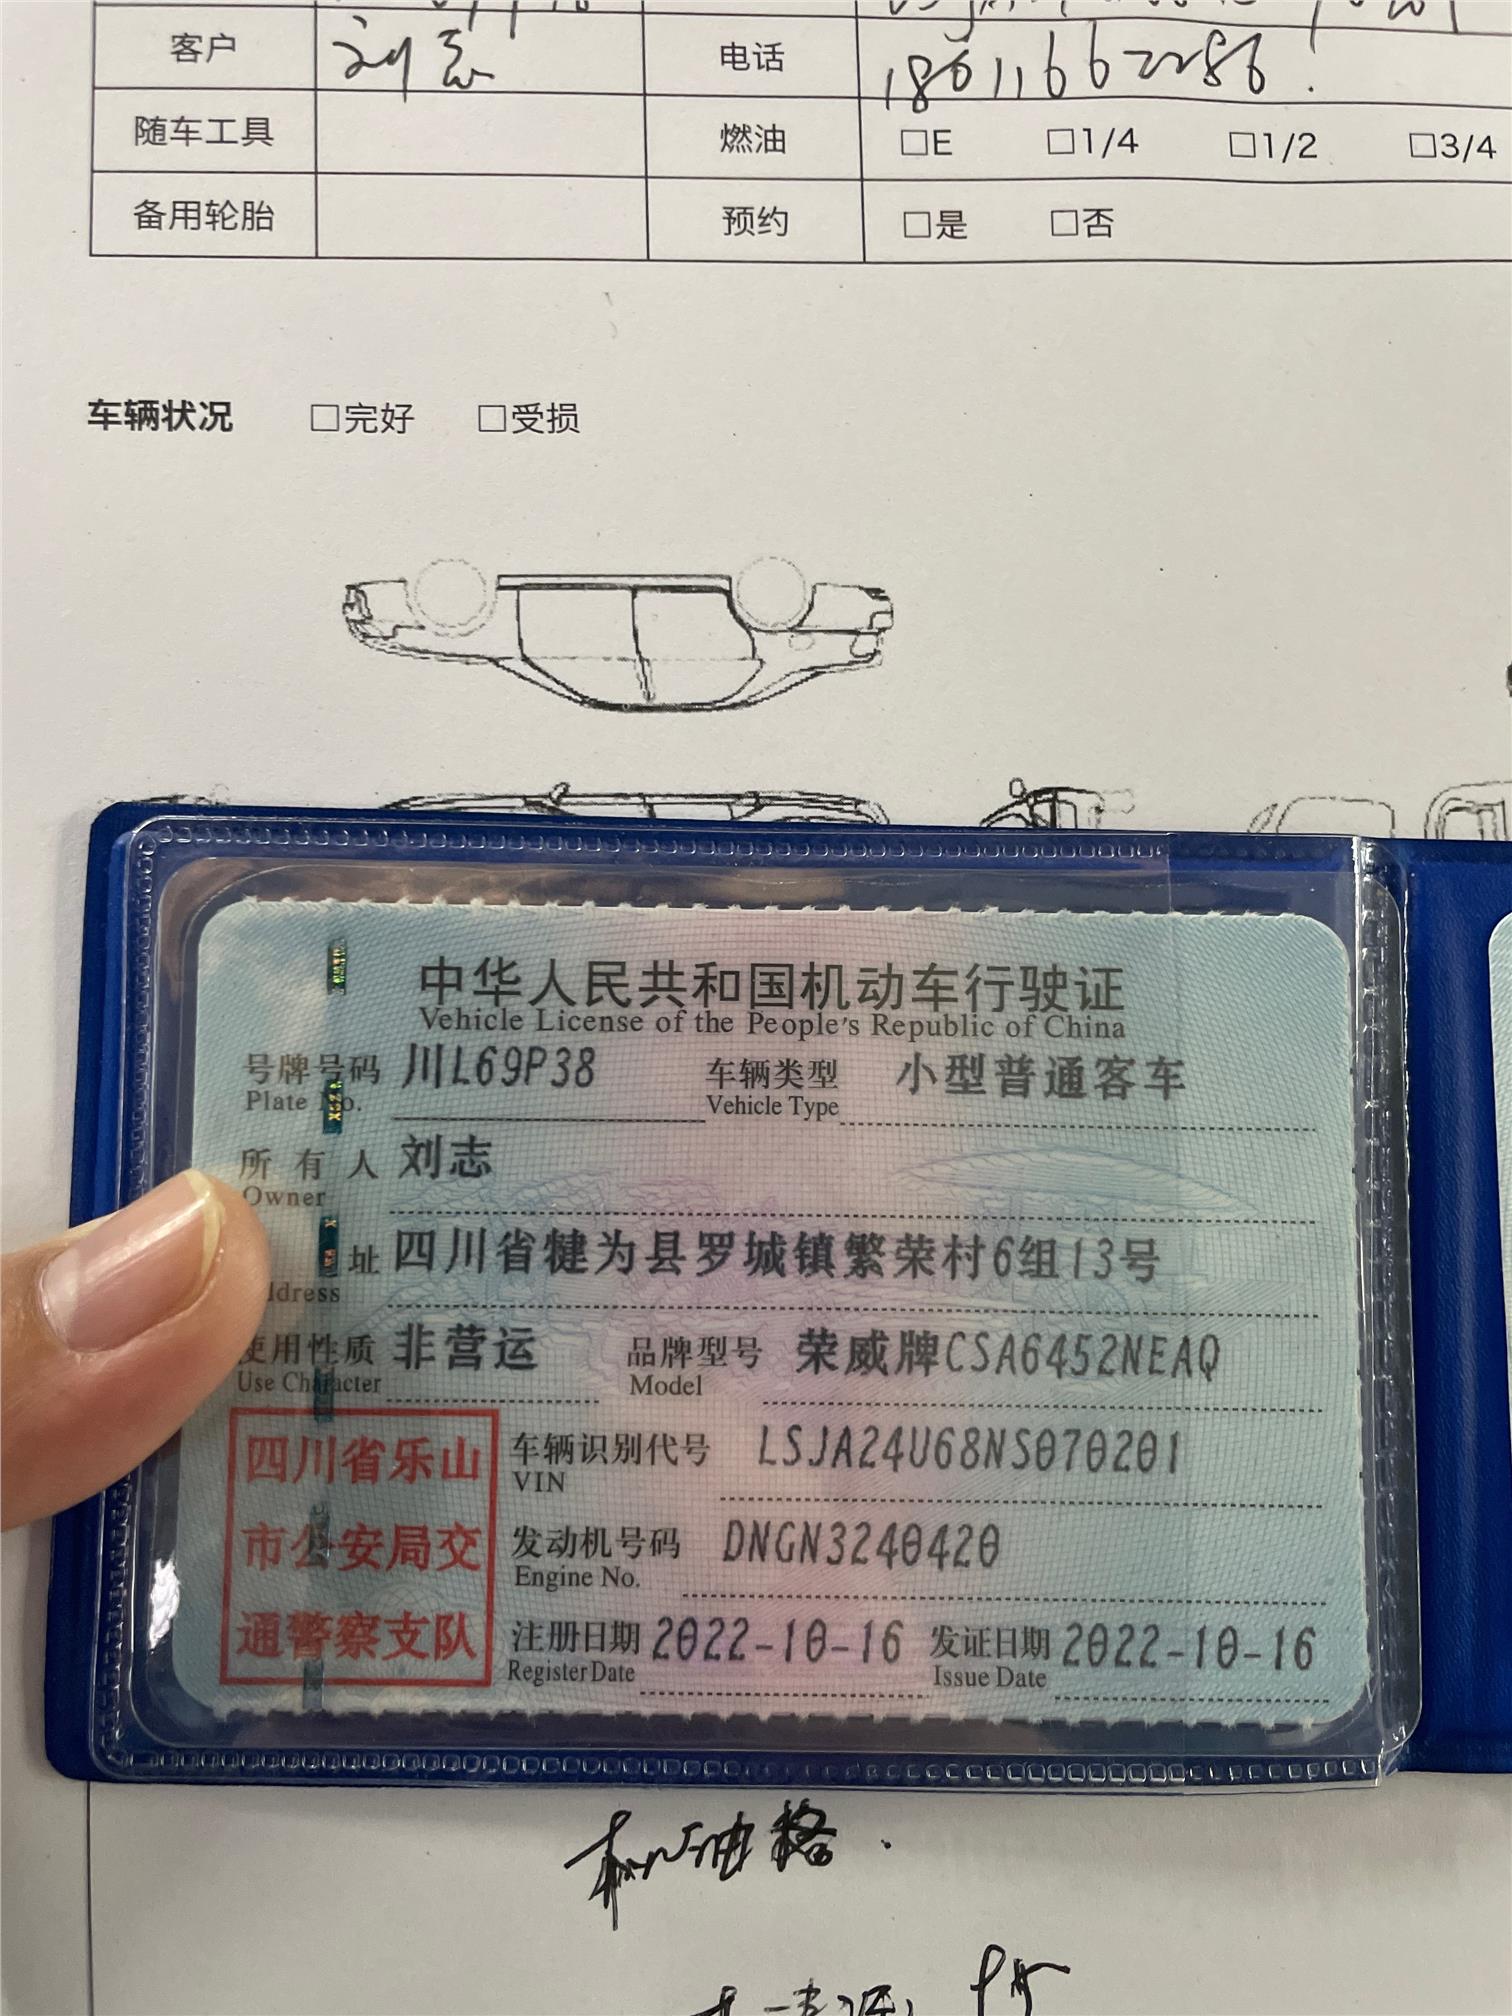 客户 刘志 电话 18011662286.
随车工具 燃油 □E □1/4 □1/2 □3/4
备用轮胎 预约 □是 □否
车辆状况 □完好 □受损
中华人民共和国机动车行驶证
Vehicle License of the People's Republic of China
号牌号码 川L69P38 车辆类型 小型普通客车
Plate No. Vehicle Type
所有人 刘志
Owner
址 四川省犍为县罗城镇繁荣村6组13号
ddress
使用性质 非营运 品牌型号 荣威牌CSA6452NEAQ
Use Character Model
四川省乐山
市公安局交
通警察支队
车辆识别代号 LSJA24U68NS070201
VIN
发动机号码 DNGN3240420
Engine No.
注册日期 2022-10-16 发证日期 2022-10-16
Register Date Issue Date
机油格.